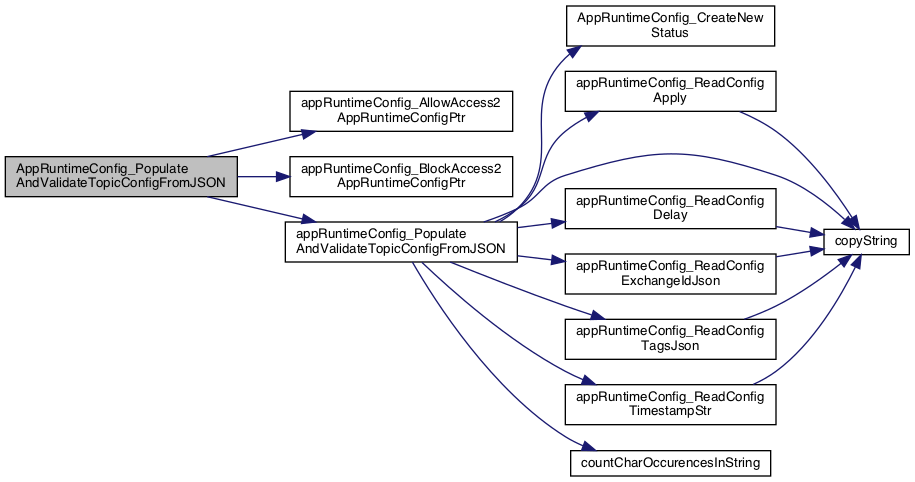 AppRuntimeConfig_Populate
AndValidateTopicConfigFromJSON
appRuntimeConfig_AllowAccess2
AppRuntimeConfigPtr
appRuntimeConfig_BlockAccess2
AppRuntimeConfigPtr
appRuntimeConfig_Populate
AndValidateTopicConfigFromJSON
AppRuntimeConfig_CreateNew
Status
appRuntimeConfig_ReadConfig
Apply
appRuntimeConfig_ReadConfig
Delay
appRuntimeConfig_ReadConfig
ExchangeIdJson
appRuntimeConfig_ReadConfig
TagsJson
appRuntimeConfig_ReadConfig
TimestampStr
countCharOccurencesInString
copyString